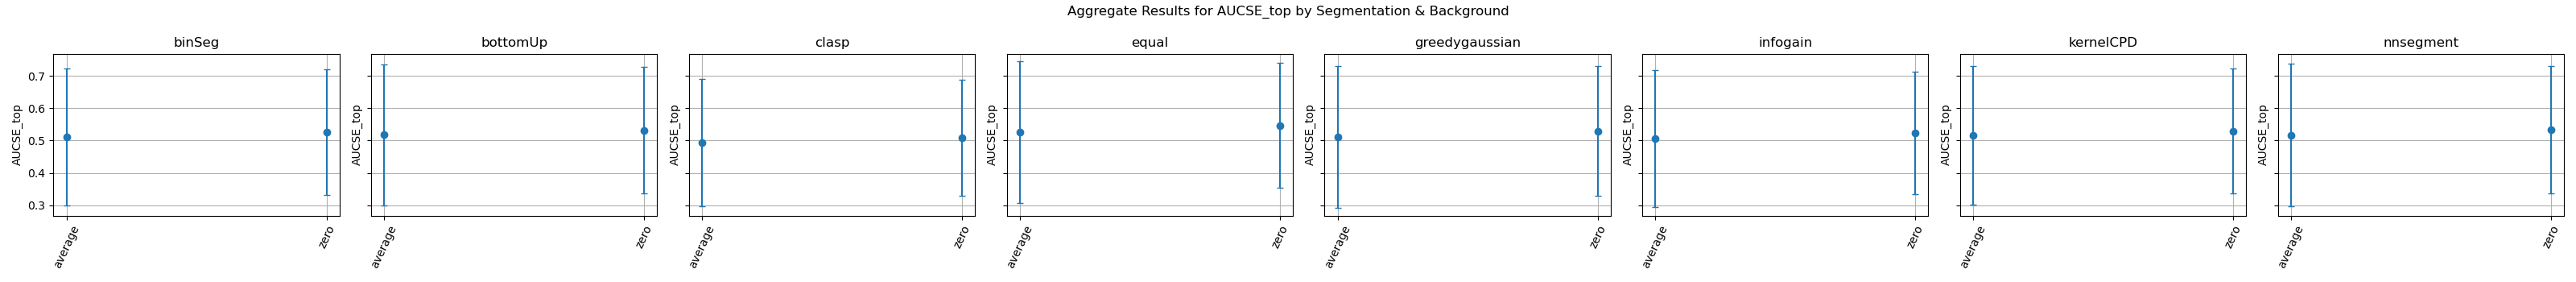 Aggregate Results for AUCSE_top by Segmentation & Background
binSeg
AUCSE_top
0.7
0.6
0.5
0.4
0.3
average
zero
bottomUp
AUCSE_top
average
zero
clasp
AUCSE_top
average
zero
equal
AUCSE_top
average
zero
greedygaussian
AUCSE_top
average
zero
infogain
AUCSE_top
average
zero
kernelCPD
AUCSE_top
average
zero
nnsegment
AUCSE_top
average
zero